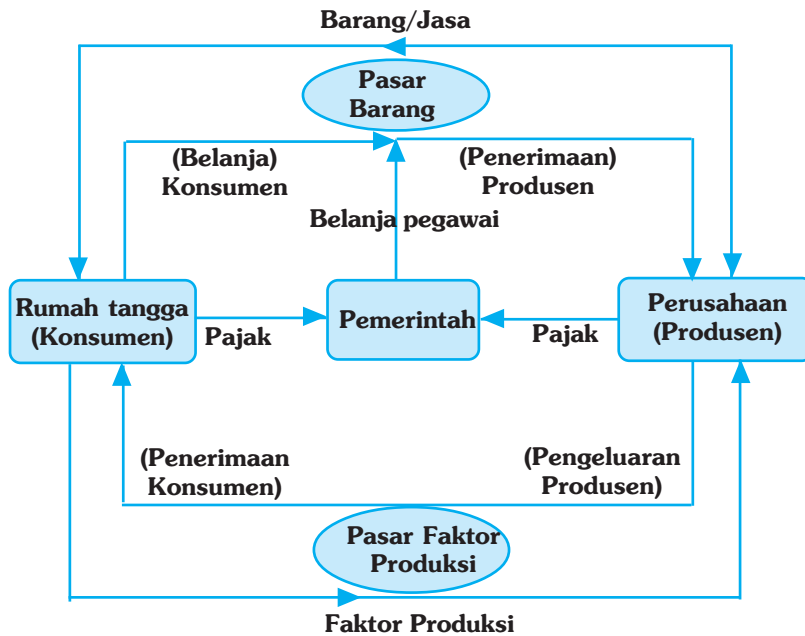 Barang/Jasa
Pasar
Barang
(Belanja)
Konsumen
(Penerimaan)
Produsen
Belanja pegawai
Rumah tangga
(Konsumen)
Pajak
Pemerintah
Pajak
Perusahaan
(Produsen)
(Penerimaan
Konsumen)
(Pengeluaran
Produsen)
Pasar Faktor
Produksi
Faktor Produksi